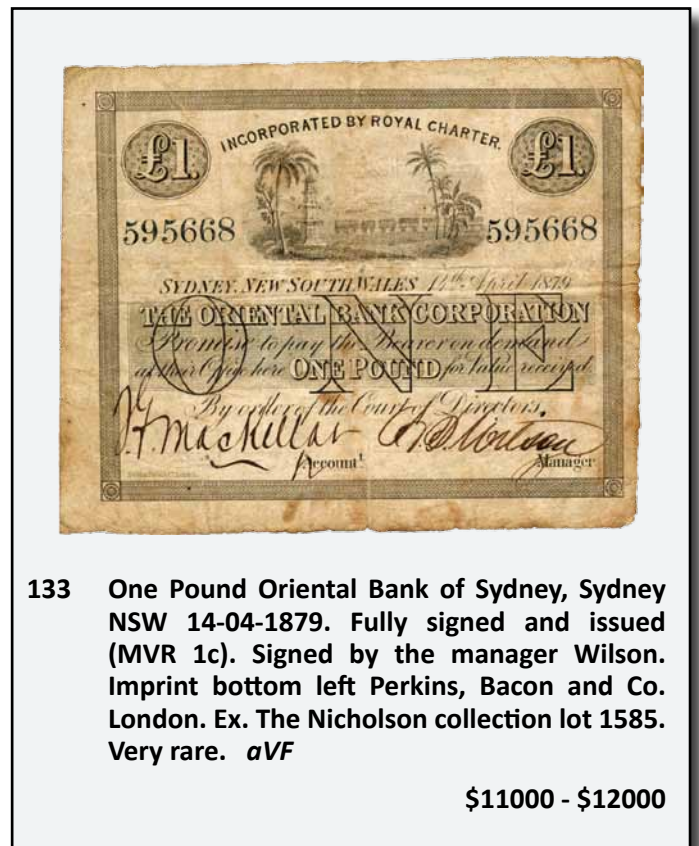 INCORPORATED BY ROYAL CHARTER.
£1. £1.
595668 595668
SYDNEY, NEW SOUTH WALES 14th April 1879
THE ORIENTAL BANK CORPORATION
ONE
Promise to pay the Bearer on demand
at their Office here ONE POUND for Value received.
By order of the Court of Directors.
Mackellar Wilson
Account^t Manager
133 One Pound Oriental Bank of Sydney, Sydney
NSW 14-04-1879. Fully signed and issued
(MVR 1c). Signed by the manager Wilson.
Imprint bottom left Perkins, Bacon and Co.
London. Ex. The Nicholson collection lot 1585.
Very rare. aVF
$11000 - $12000